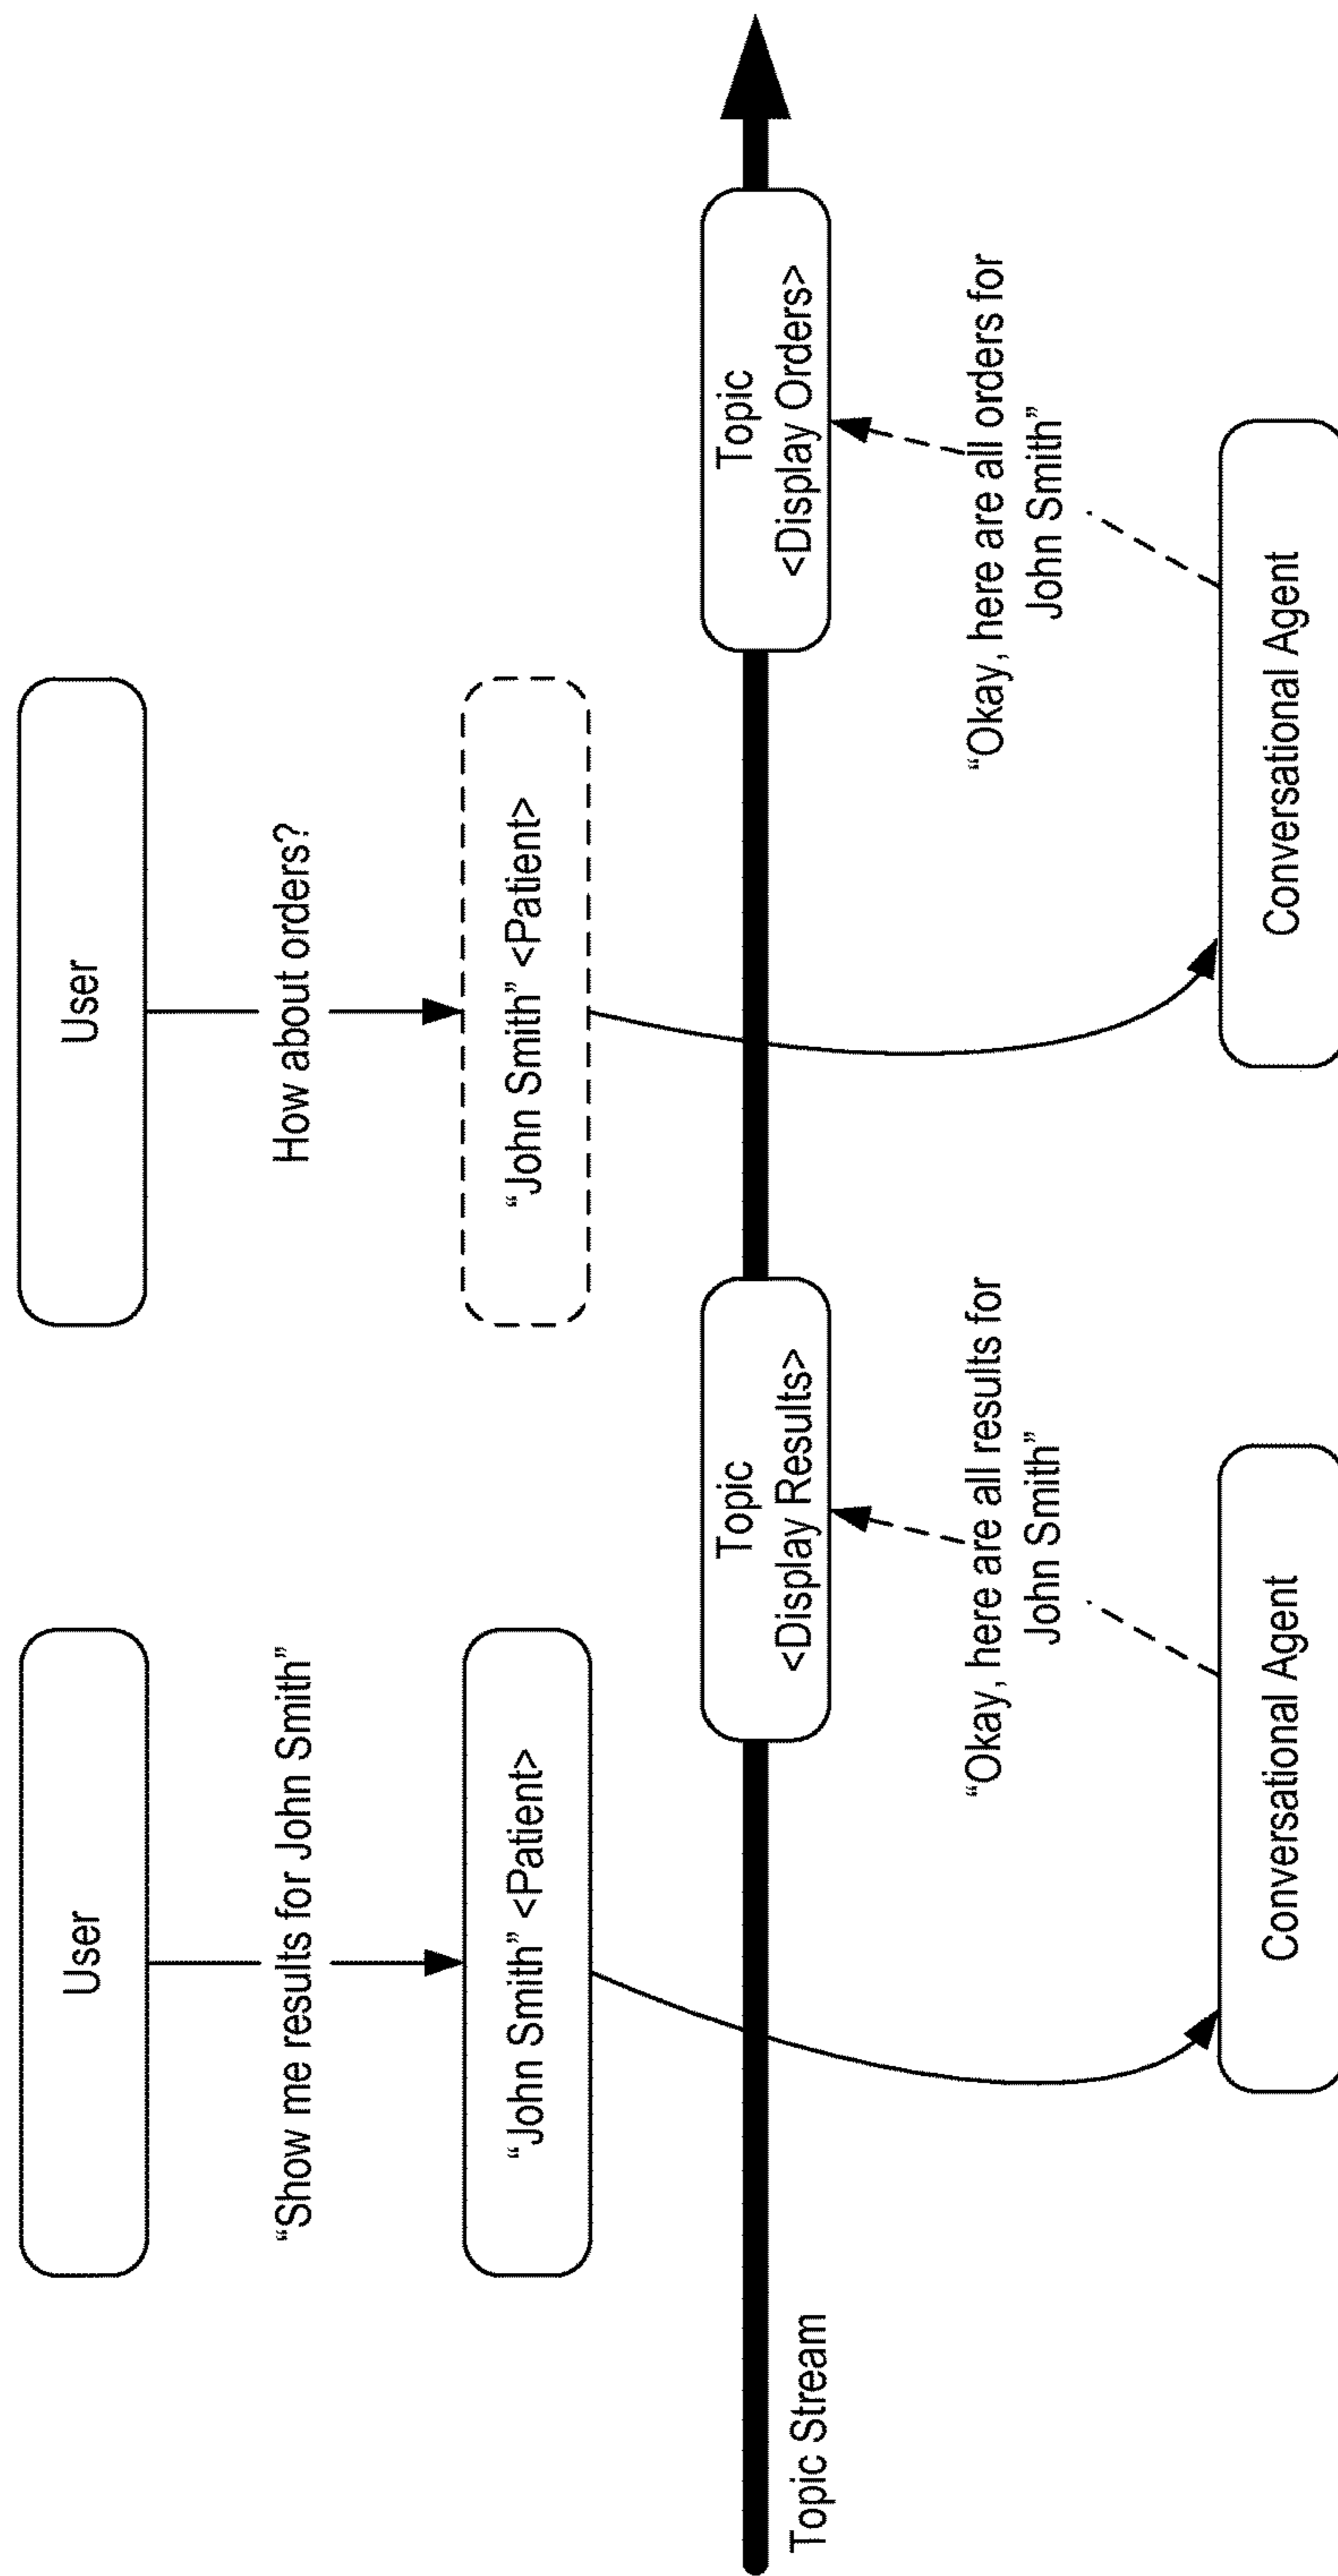 User
“Show me results for John Smith”
“John Smith” <Patient>
Topic Stream
Topic
<Display Results>
“Okay, here are all results for
John Smith”
Conversational Agent
User
How about orders?
“John Smith” <Patient>
Topic
<Display Orders>
“Okay, here are all orders for
John Smith”
Conversational Agent